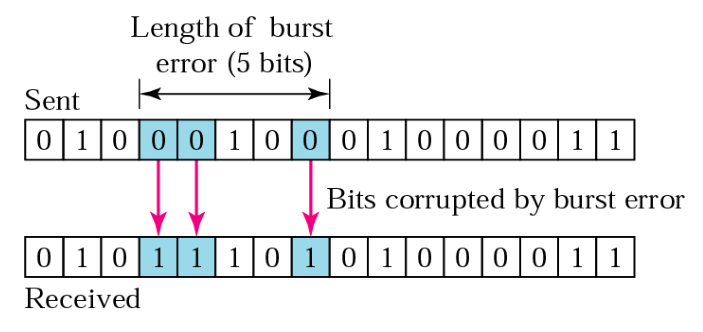 Length of burst
error (5 bits)
Sent
0 1 0 0 0 1 0 0 0 1 0 0 0 0 1 1
Bits corrupted by burst error
0 1 0 1 1 1 0 1 0 1 0 0 0 0 1 1
Received